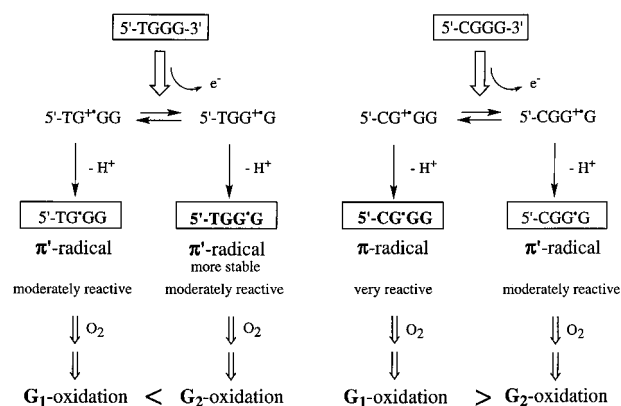 5'-TGGG-3' 5'-CGGG-3'
e- e-
5'-TG+•GG 5'-TGG+•G 5'-CG+•GG 5'-CGG+•G
- H+ - H+ - H+ - H+
5'-TG•GG 5'-TGG•G 5'-CG•GG 5'-CGG•G
π'-radical π'-radical π-radical π'-radical
more stable
moderately reactive moderately reactive very reactive moderately reactive
O2 O2 O2 O2
G1-oxidation < G2-oxidation G1-oxidation > G2-oxidation